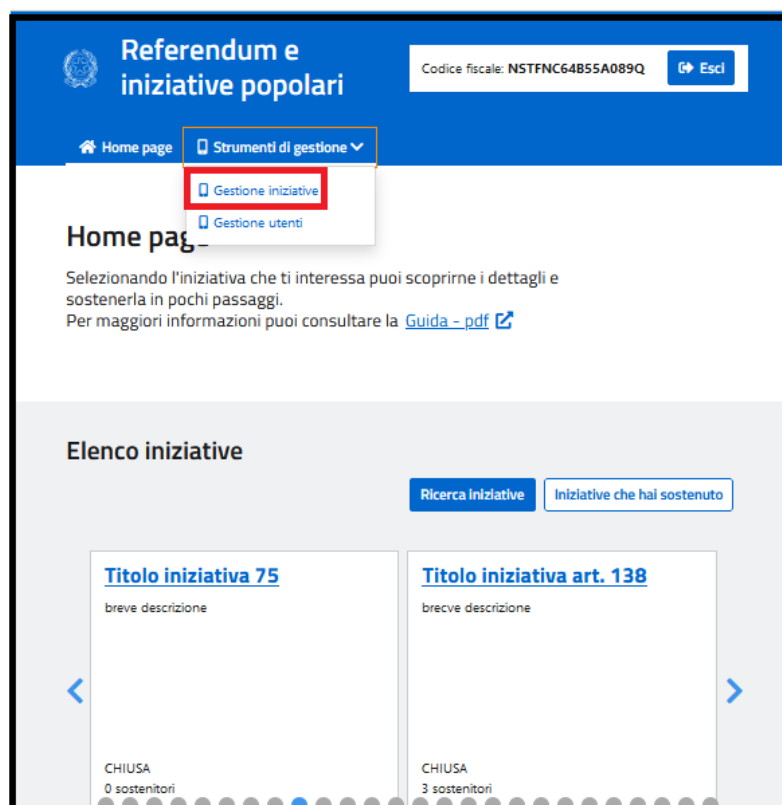 Referendum e
iniziative popolari
Codice fiscale: NSTFNC64B55A089Q
Esci
Home page
Strumenti di gestione
Gestione iniziative
Gestione utenti
Home page
Selezionando l'iniziativa che ti interessa puoi scoprirne i dettagli e
sostenerla in pochi passaggi.
Per maggiori informazioni puoi consultare la Guida - pdf
Elenco iniziative
Ricerca iniziative
Iniziative che hai sostenuto
Titolo iniziativa 75
breve descrizione
CHIUSA
0 sostenitori
Titolo iniziativa art. 138
brecve descrizione
CHIUSA
3 sostenitori